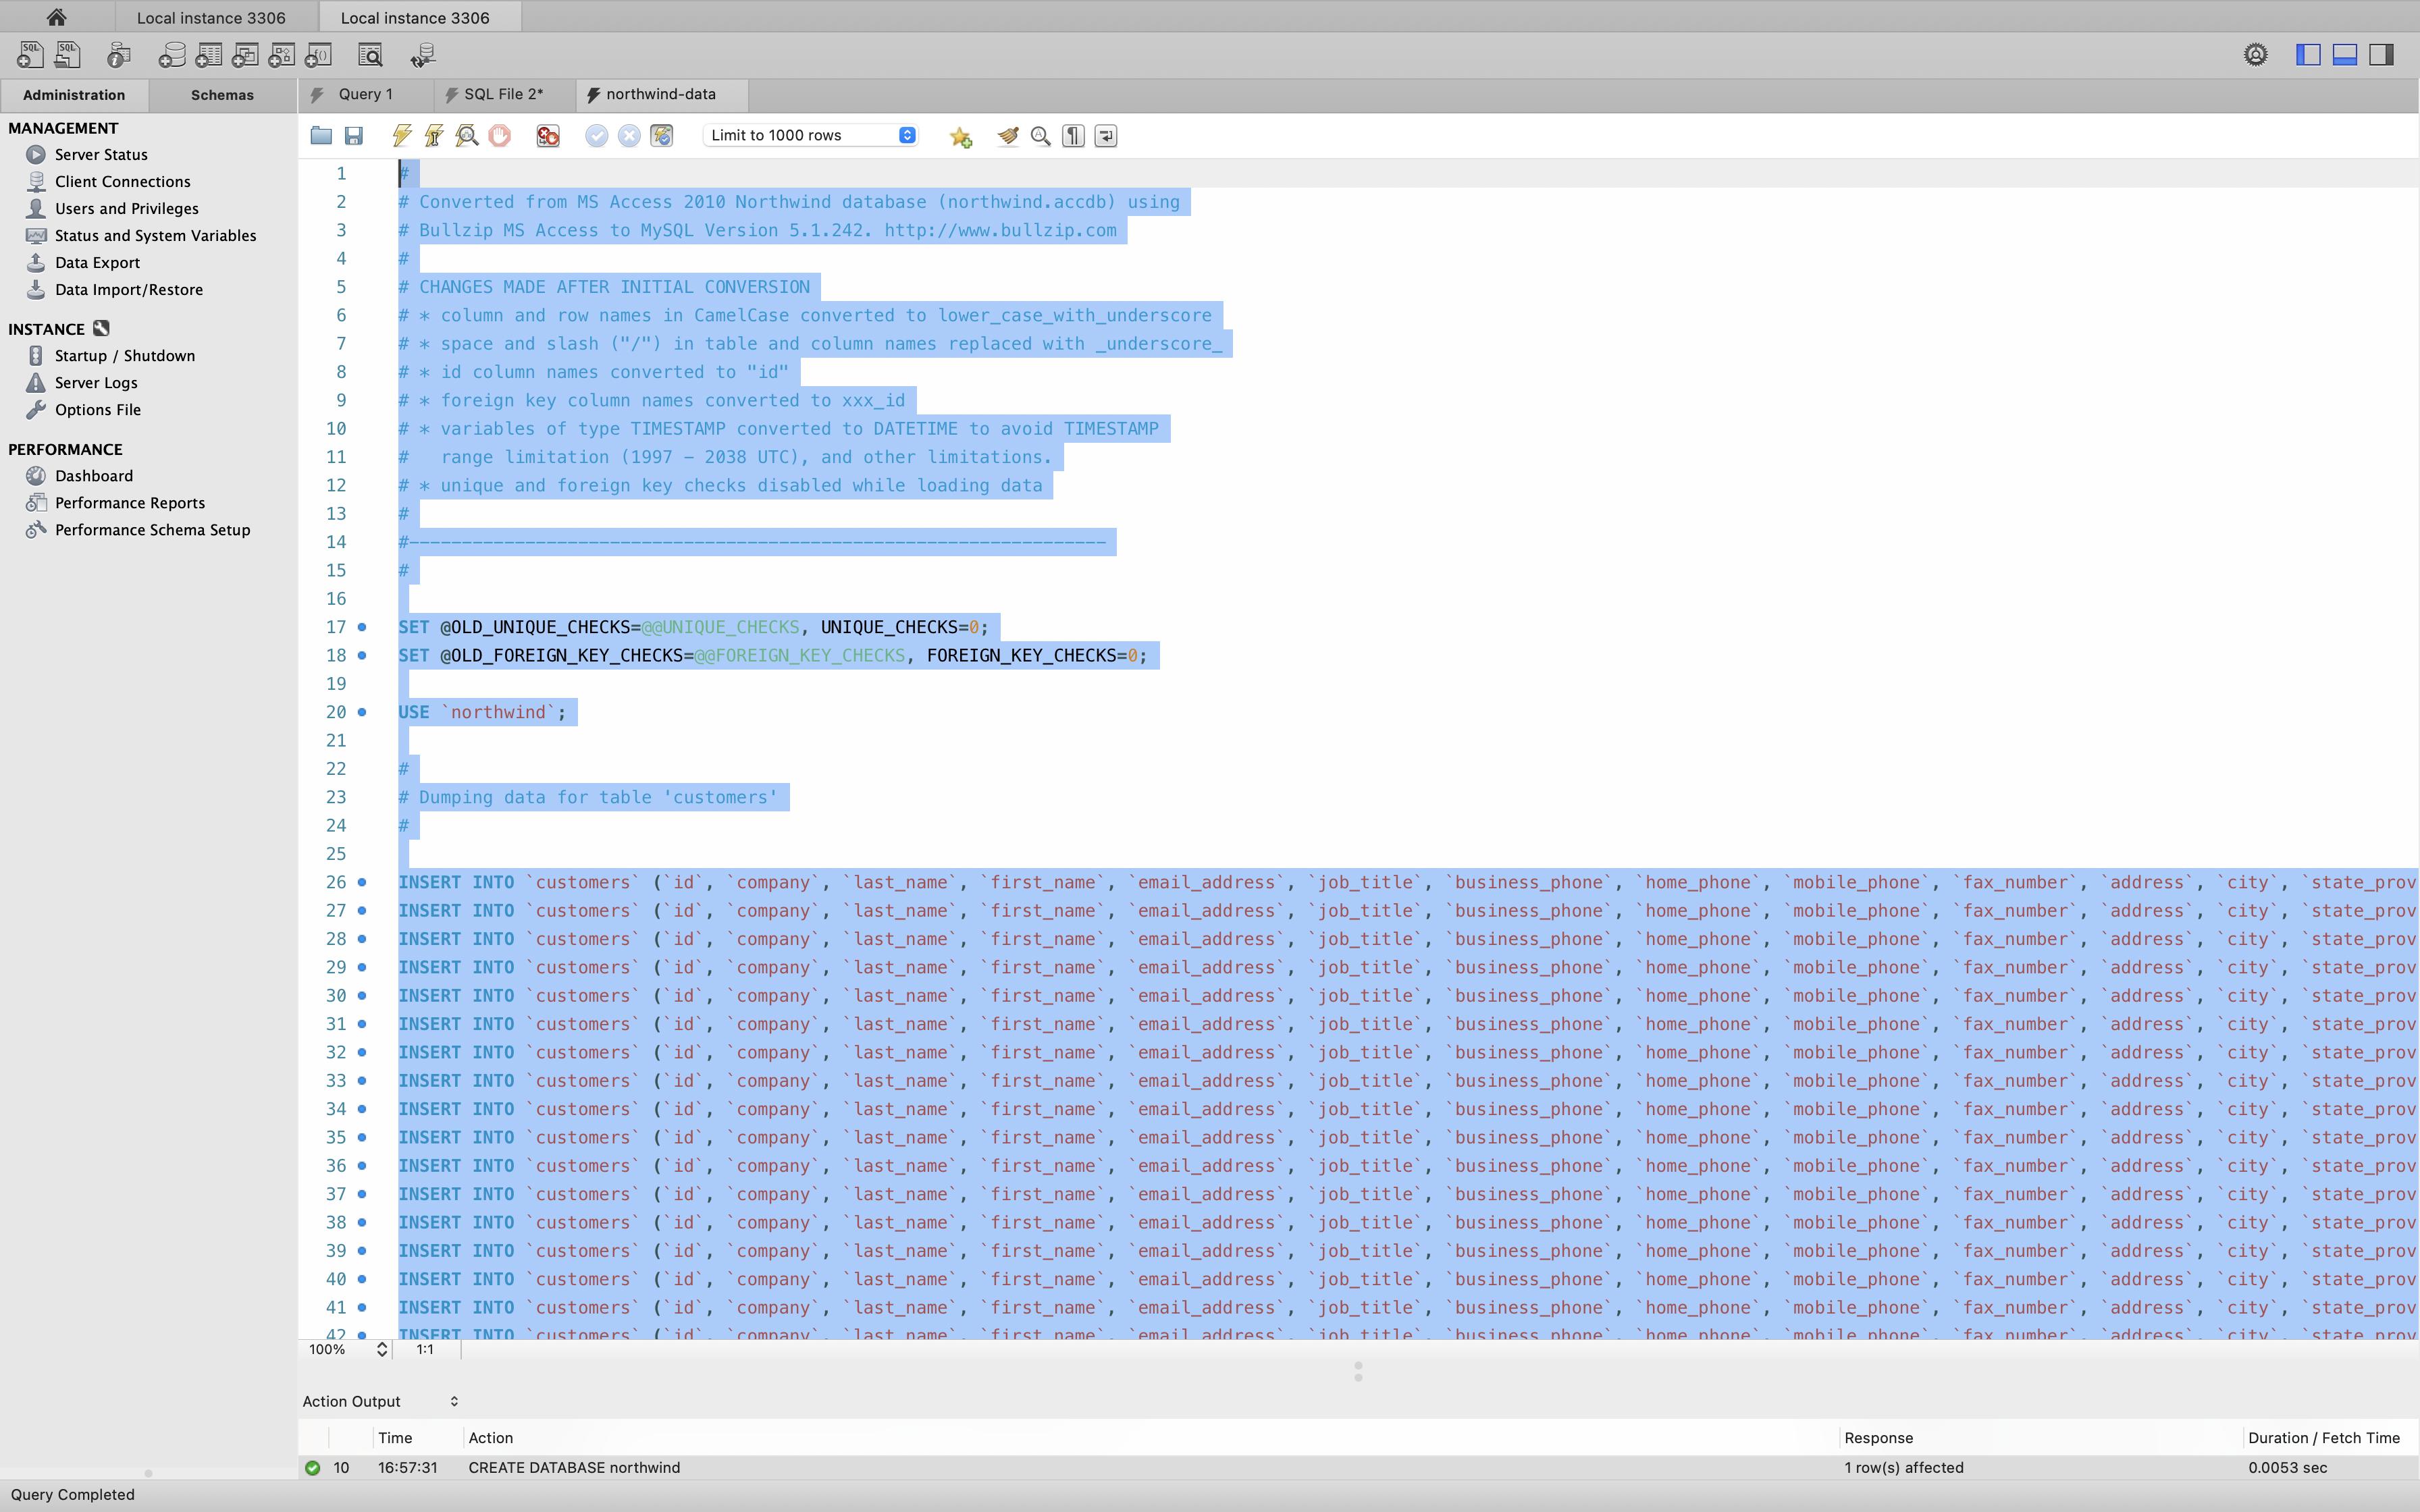 Local instance 3306
Local instance 3306
SQL
SQL
Administration
Schemas
Query 1
SQL File 2*
northwind-data
MANAGEMENT
Server Status
Client Connections
Users and Privileges
Status and System Variables
Data Export
Data Import/Restore
INSTANCE
Startup / Shutdown
Server Logs
Options File
PERFORMANCE
Dashboard
Performance Reports
Performance Schema Setup
Limit to 1000 rows
1 #
2 # Converted from MS Access 2010 Northwind database (northwind.accdb) using
3 # Bullzip MS Access to MySQL Version 5.1.242. http://www.bullzip.com
4 #
5 # CHANGES MADE AFTER INITIAL CONVERSION
6 # * column and row names in CamelCase converted to lower_case_with_underscore
7 # * space and slash ("/") in table and column names replaced with _underscore_
8 # * id column names converted to "id"
9 # * foreign key column names converted to xxx_id
10 # * variables of type TIMESTAMP converted to DATETIME to avoid TIMESTAMP
11 #   range limitation (1997 - 2038 UTC), and other limitations.
12 # * unique and foreign key checks disabled while loading data
13 #
14 #------------------------------------------------------------------
15 #
16
17 SET @OLD_UNIQUE_CHECKS=@@UNIQUE_CHECKS, UNIQUE_CHECKS=0;
18 SET @OLD_FOREIGN_KEY_CHECKS=@@FOREIGN_KEY_CHECKS, FOREIGN_KEY_CHECKS=0;
19
20 USE `northwind`;
21
22 #
23 # Dumping data for table 'customers'
24 #
25
26 INSERT INTO `customers` (`id`, `company`, `last_name`, `first_name`, `email_address`, `job_title`, `business_phone`, `home_phone`, `mobile_phone`, `fax_number`, `address`, `city`, `state_prov
27 INSERT INTO `customers` (`id`, `company`, `last_name`, `first_name`, `email_address`, `job_title`, `business_phone`, `home_phone`, `mobile_phone`, `fax_number`, `address`, `city`, `state_prov
28 INSERT INTO `customers` (`id`, `company`, `last_name`, `first_name`, `email_address`, `job_title`, `business_phone`, `home_phone`, `mobile_phone`, `fax_number`, `address`, `city`, `state_prov
29 INSERT INTO `customers` (`id`, `company`, `last_name`, `first_name`, `email_address`, `job_title`, `business_phone`, `home_phone`, `mobile_phone`, `fax_number`, `address`, `city`, `state_prov
30 INSERT INTO `customers` (`id`, `company`, `last_name`, `first_name`, `email_address`, `job_title`, `business_phone`, `home_phone`, `mobile_phone`, `fax_number`, `address`, `city`, `state_prov
31 INSERT INTO `customers` (`id`, `company`, `last_name`, `first_name`, `email_address`, `job_title`, `business_phone`, `home_phone`, `mobile_phone`, `fax_number`, `address`, `city`, `state_prov
32 INSERT INTO `customers` (`id`, `company`, `last_name`, `first_name`, `email_address`, `job_title`, `business_phone`, `home_phone`, `mobile_phone`, `fax_number`, `address`, `city`, `state_prov
33 INSERT INTO `customers` (`id`, `company`, `last_name`, `first_name`, `email_address`, `job_title`, `business_phone`, `home_phone`, `mobile_phone`, `fax_number`, `address`, `city`, `state_prov
34 INSERT INTO `customers` (`id`, `company`, `last_name`, `first_name`, `email_address`, `job_title`, `business_phone`, `home_phone`, `mobile_phone`, `fax_number`, `address`, `city`, `state_prov
35 INSERT INTO `customers` (`id`, `company`, `last_name`, `first_name`, `email_address`, `job_title`, `business_phone`, `home_phone`, `mobile_phone`, `fax_number`, `address`, `city`, `state_prov
36 INSERT INTO `customers` (`id`, `company`, `last_name`, `first_name`, `email_address`, `job_title`, `business_phone`, `home_phone`, `mobile_phone`, `fax_number`, `address`, `city`, `state_prov
37 INSERT INTO `customers` (`id`, `company`, `last_name`, `first_name`, `email_address`, `job_title`, `business_phone`, `home_phone`, `mobile_phone`, `fax_number`, `address`, `city`, `state_prov
38 INSERT INTO `customers` (`id`, `company`, `last_name`, `first_name`, `email_address`, `job_title`, `business_phone`, `home_phone`, `mobile_phone`, `fax_number`, `address`, `city`, `state_prov
39 INSERT INTO `customers` (`id`, `company`, `last_name`, `first_name`, `email_address`, `job_title`, `business_phone`, `home_phone`, `mobile_phone`, `fax_number`, `address`, `city`, `state_prov
40 INSERT INTO `customers` (`id`, `company`, `last_name`, `first_name`, `email_address`, `job_title`, `business_phone`, `home_phone`, `mobile_phone`, `fax_number`, `address`, `city`, `state_prov
41 INSERT INTO `customers` (`id`, `company`, `last_name`, `first_name`, `email_address`, `job_title`, `business_phone`, `home_phone`, `mobile_phone`, `fax_number`, `address`, `city`, `state_prov
42 INSERT INTO `customers` (`id`, `company`, `last_name`, `first_name`, `email_address`, `job_title`, `business_phone`, `home_phone`, `mobile_phone`, `fax_number`, `address`, `city`, `state_prov
100% 1:1
Action Output
Time Action Response Duration / Fetch Time
10 16:57:31 CREATE DATABASE northwind 1 row(s) affected 0.0053 sec
Query Completed